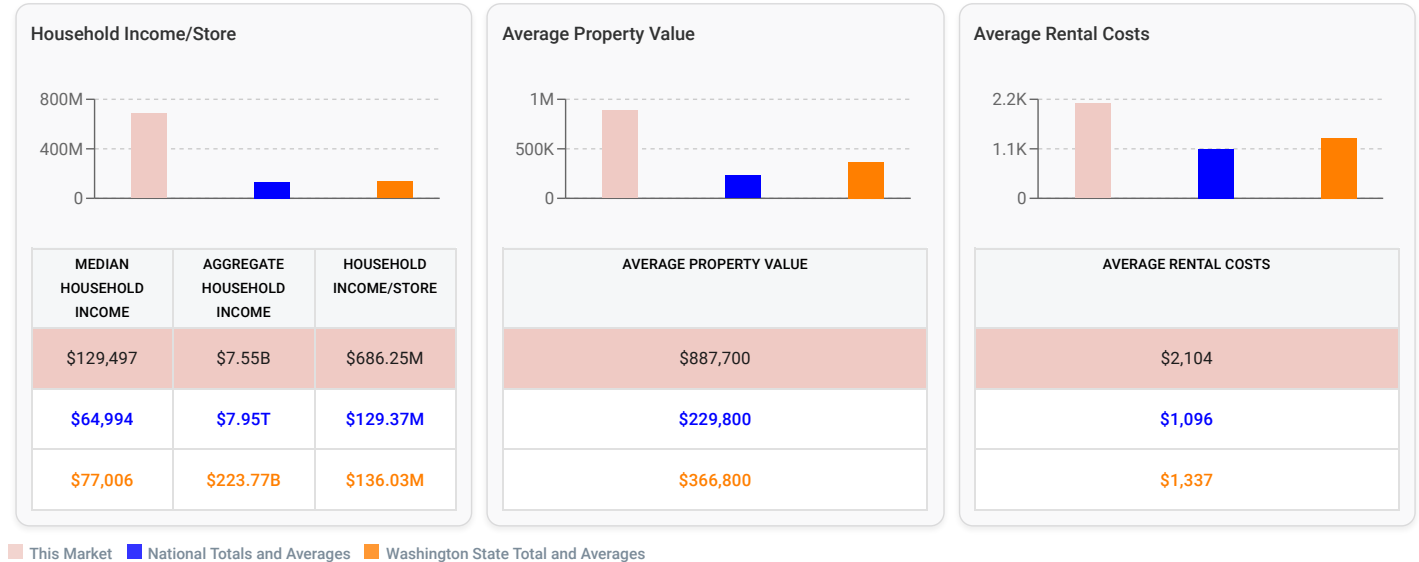 Household Income/Store
800M
400M
0
MEDIAN HOUSEHOLD INCOME
AGGREGATE HOUSEHOLD INCOME
HOUSEHOLD INCOME/STORE
$129,497 $7.55B $686.25M
$64,994 $7.95T $129.37M
$77,006 $223.77B $136.03M
Average Property Value
1M
500K
0
AVERAGE PROPERTY VALUE
$887,700
$229,800
$366,800
Average Rental Costs
2.2K
1.1K
0
AVERAGE RENTAL COSTS
$2,104
$1,096
$1,337
This Market National Totals and Averages Washington State Total and Averages